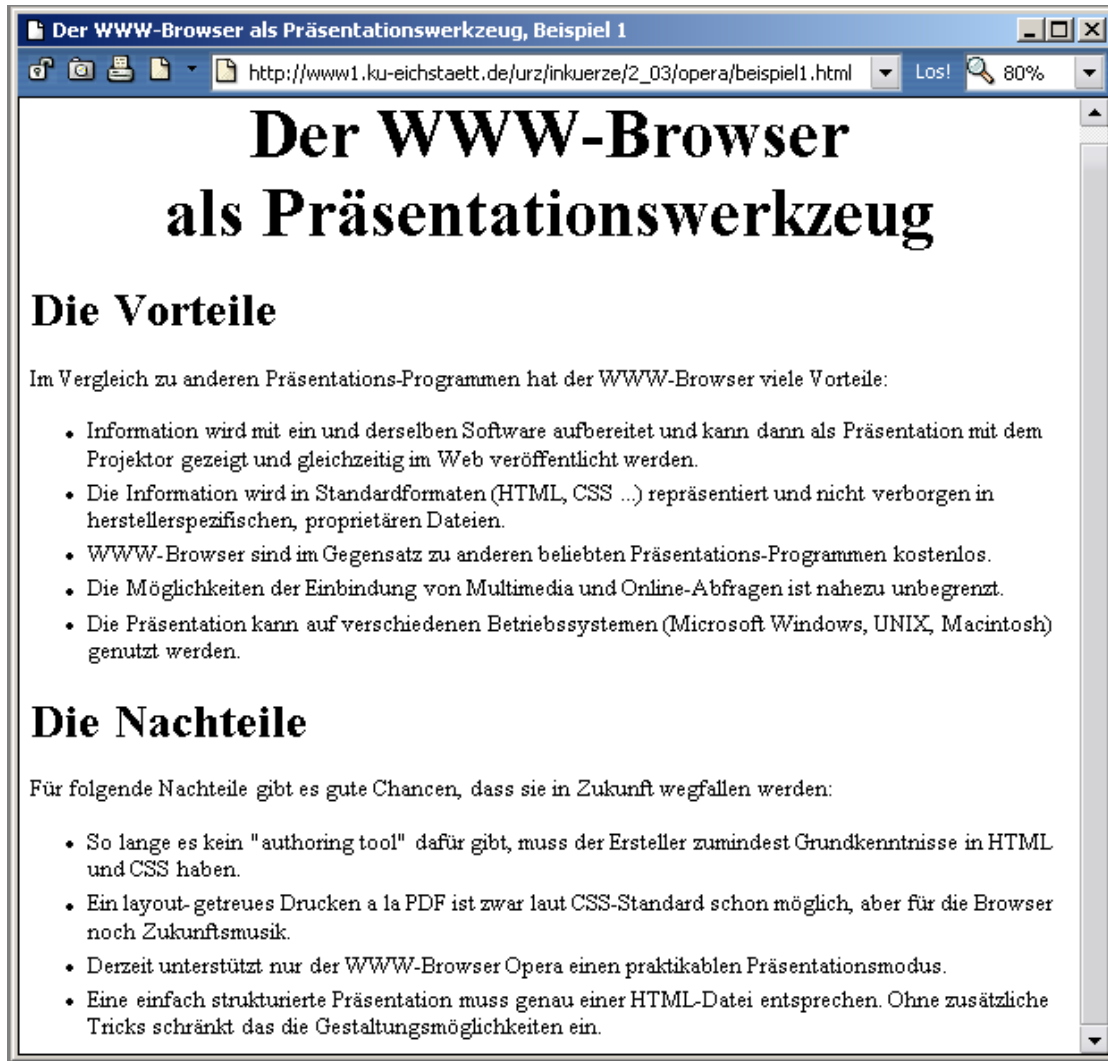 Der WWW-Browser als Präsentationswerkzeug, Beispiel 1
http://www1.ku-eichstaett.de/urz/inkuerze/2_03/opera/beispiel1.html Los! 80%
Der WWW-Browser
als Präsentationswerkzeug
Die Vorteile
Im Vergleich zu anderen Präsentations-Programmen hat der WWW-Browser viele Vorteile:
• Information wird mit ein und derselben Software aufbereitet und kann dann als Präsentation mit dem
Projektor gezeigt und gleichzeitig im Web veröffentlicht werden.
• Die Information wird in Standardformaten (HTML, CSS ...) repräsentiert und nicht verborgen in
herstellerspezifischen, proprietären Dateien.
• WWW-Browser sind im Gegensatz zu anderen beliebten Präsentations-Programmen kostenlos.
• Die Möglichkeiten der Einbindung von Multimedia und Online-Abfragen ist nahezu unbegrenzt.
• Die Präsentation kann auf verschiedenen Betriebssystemen (Microsoft Windows, UNIX, Macintosh)
genutzt werden.
Die Nachteile
Für folgende Nachteile gibt es gute Chancen, dass sie in Zukunft wegfallen werden:
• So lange es kein "authoring tool" dafür gibt, muss der Ersteller zumindest Grundkenntnisse in HTML
und CSS haben.
• Ein layout-getreues Drucken a la PDF ist zwar laut CSS-Standard schon möglich, aber für die Browser
noch Zukunftsmusik.
• Derzeit unterstützt nur der WWW-Browser Opera einen praktikablen Präsentationsmodus.
• Eine einfach strukturierte Präsentation muss genau einer HTML-Datei entsprechen. Ohne zusätzliche
Tricks schränkt das die Gestaltungsmöglichkeiten ein.